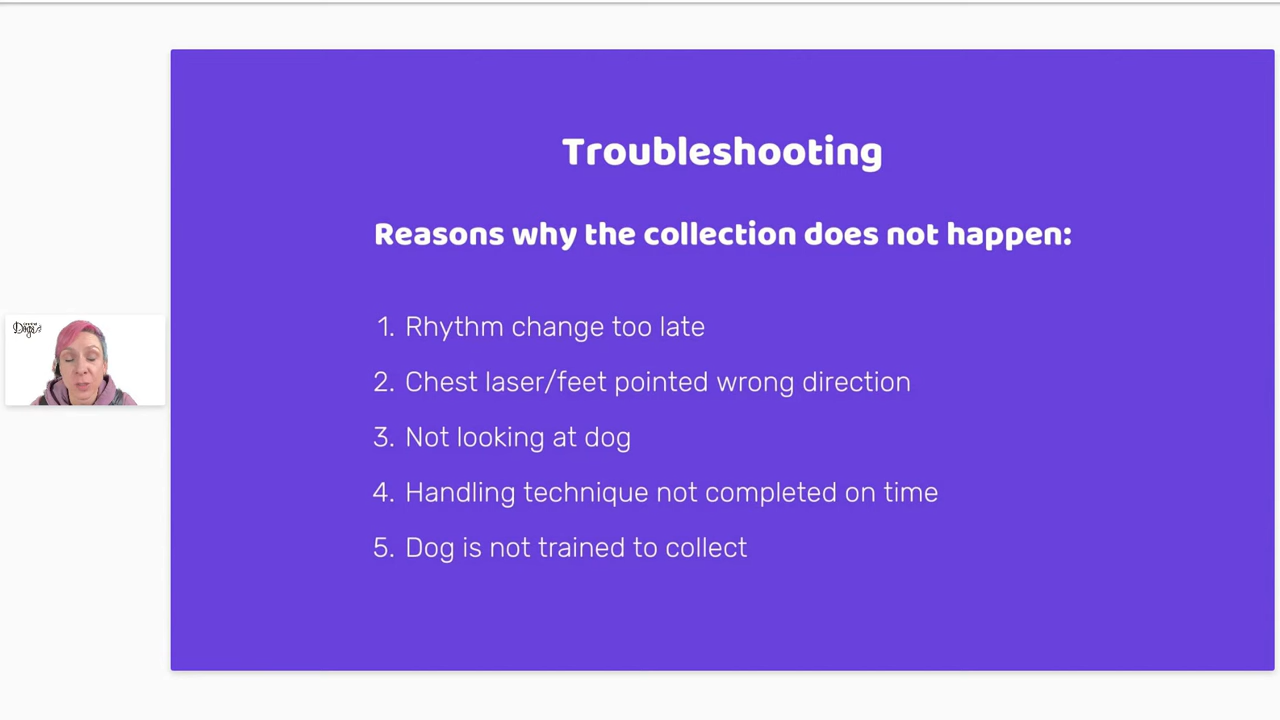 Troubleshooting
Reasons why the collection does not happen:
1. Rhythm change too late
2. Chest laser/feet pointed wrong direction
3. Not looking at dog
4. Handling technique not completed on time
5. Dog is not trained to collect